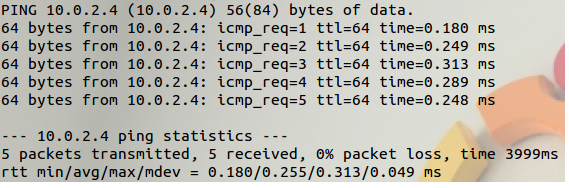 PING 10.0.2.4 (10.0.2.4) 56(84) bytes of data.
64 bytes from 10.0.2.4: icmp_req=1 ttl=64 time=0.180 ms
64 bytes from 10.0.2.4: icmp_req=2 ttl=64 time=0.249 ms
64 bytes from 10.0.2.4: icmp_req=3 ttl=64 time=0.313 ms
64 bytes from 10.0.2.4: icmp_req=4 ttl=64 time=0.289 ms
64 bytes from 10.0.2.4: icmp_req=5 ttl=64 time=0.248 ms

--- 10.0.2.4 ping statistics ---
5 packets transmitted, 5 received, 0% packet loss, time 3999ms
rtt min/avg/max/mdev = 0.180/0.255/0.313/0.049 ms